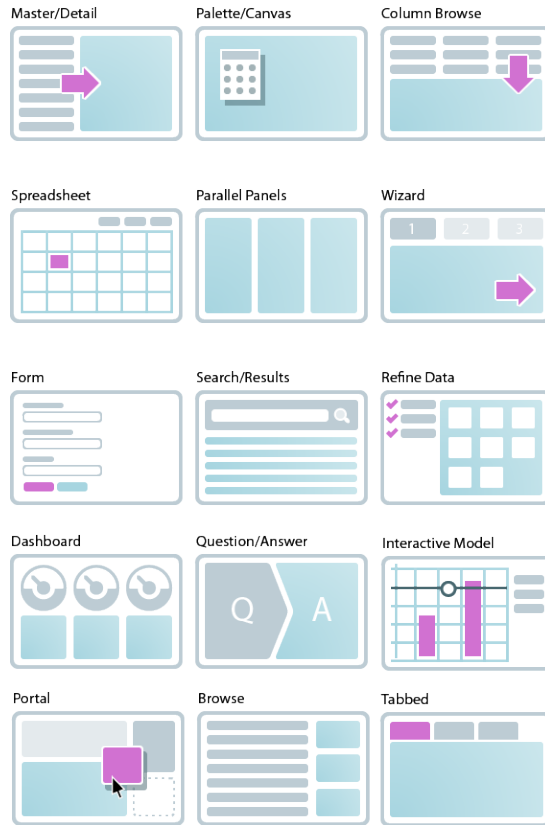 Master/Detail
Palette/Canvas
Column Browse
Spreadsheet
Parallel Panels
Wizard
1
2
3
Form
Search/Results
Refine Data
Dashboard
Question/Answer
Interactive Model
Q
A
Portal
Browse
Tabbed